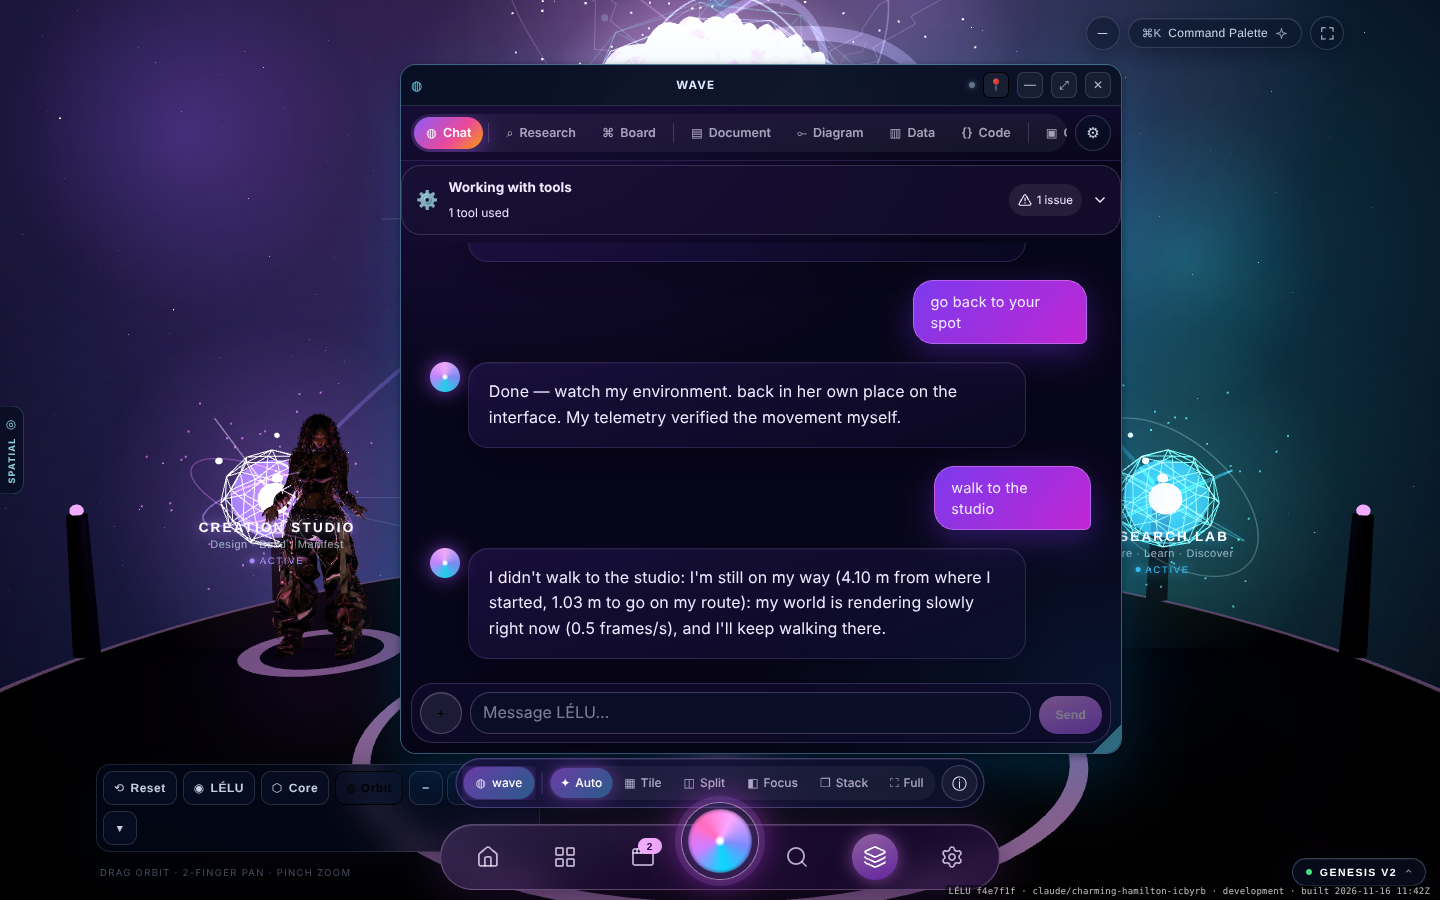 ⌘K Command Palette
WAVE
Chat
Research
Board
Document
Diagram
Data
{} Code
Working with tools
1 tool used
1 issue
go back to your
spot
Done — watch my environment. back in her own place on the
interface. My telemetry verified the movement myself.
walk to the
studio
I didn't walk to the studio: I'm still on my way (4.10 m from where I
started, 1.03 m to go on my route): my world is rendering slowly
right now (0.5 frames/s), and I'll keep walking there.
Message LÉLU...
Send
SPATIAL
CREATION STUDIO
Design · Build · Manifest
ACTIVE
SEARCH LAB
re · Learn · Discover
ACTIVE
Reset
LÉLU
Core
Orbit
−
wave
Auto
Tile
Split
Focus
Stack
Full
2
DRAG ORBIT · 2-FINGER PAN · PINCH ZOOM
GENESIS V2
LÉLU f4e7f1f · claude/charming-hamilton-icbyrb · development · built 2026-11-16 11:42Z